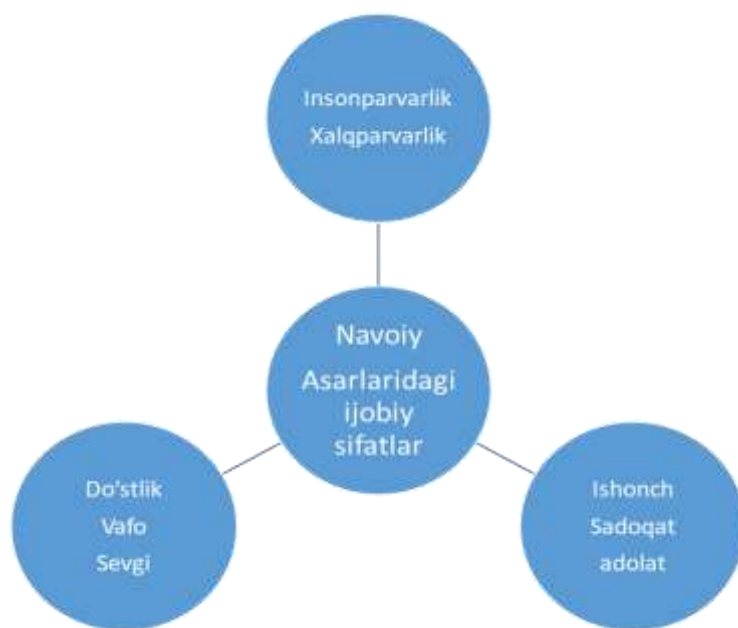 Insonparvarlik
Xalqparvarlik
Navoiy
Asarlaridagi
ijobiy
sifatlar
Do'stlik
Vafo
Sevgi
Ishonch
Sadoqat
adolat